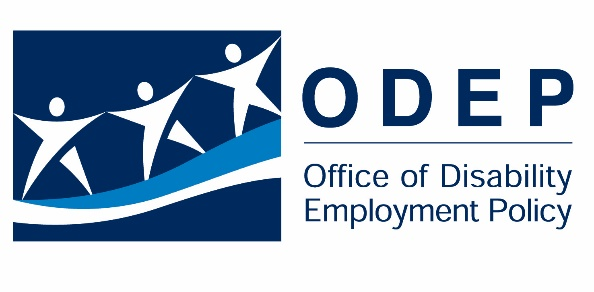 ODEP
Office of Disability
Employment Policy